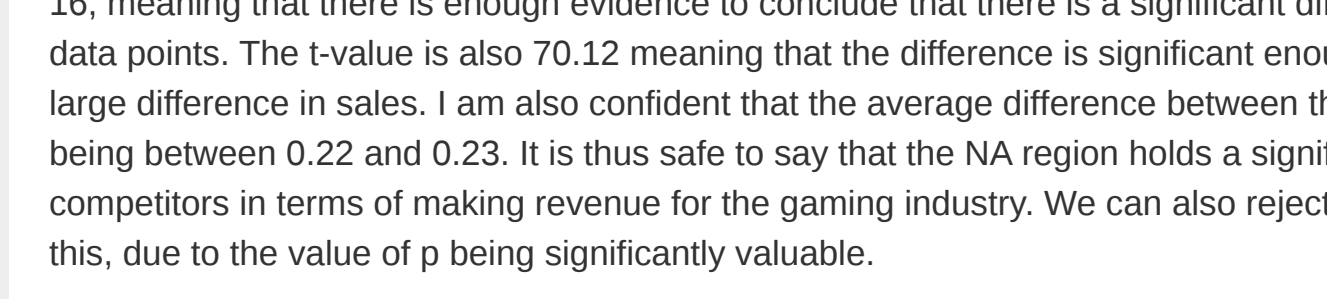 16, meaning that there is enough evidence to conclude that there is a significant
data points. The t-value is also 70.12 meaning that the difference is significant
large difference in sales. I am also confident that the average difference between
being between 0.22 and 0.23. It is thus safe to say that the NA region holds a
competitors in terms of making revenue for the gaming industry. We can also reject
this, due to the value of p being significantly valuable.